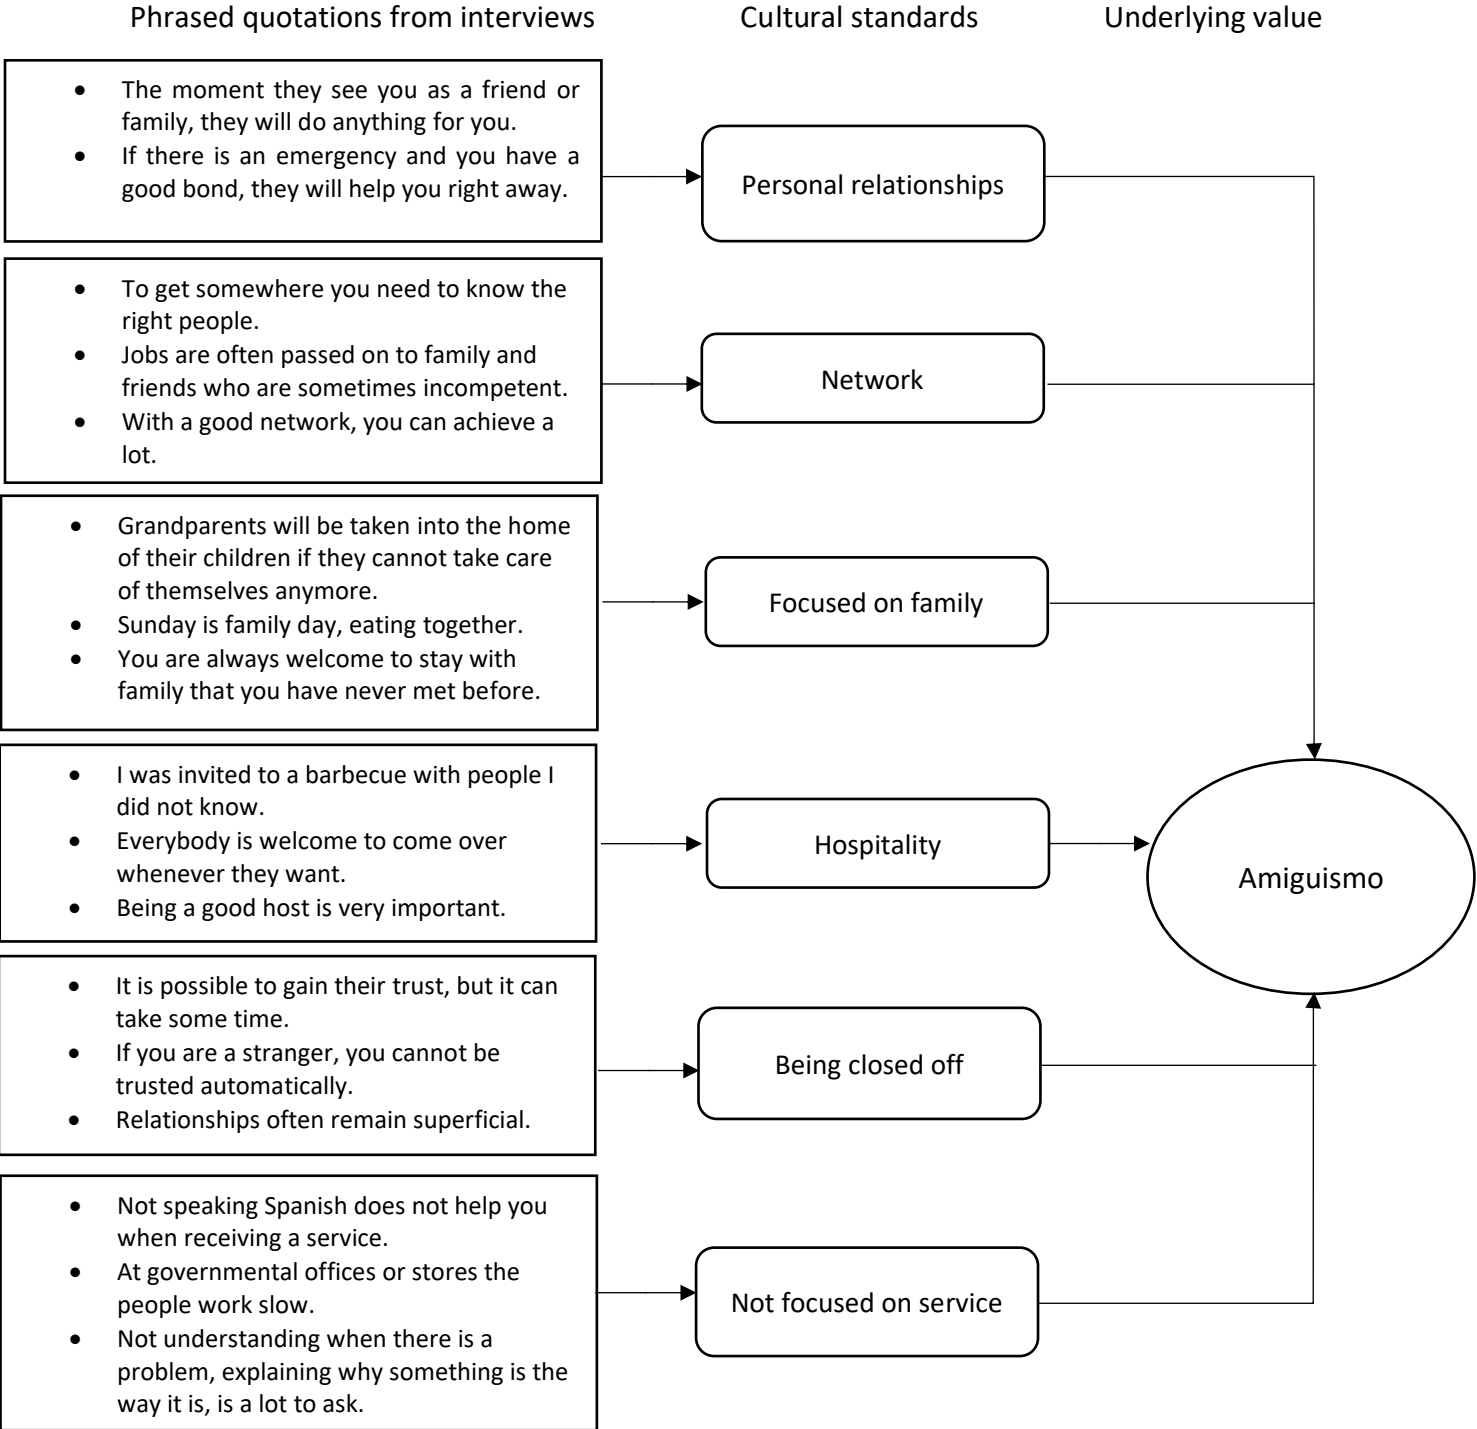 Phrased quotations from interviews
Cultural standards
Underlying value
• The moment they see you as a friend or
family, they will do anything for you.
• If there is an emergency and you have a
good bond, they will help you right away.
Personal relationships
• To get somewhere you need to know the
right people.
• Jobs are often passed on to family and
friends who are sometimes incompetent.
• With a good network, you can achieve a
lot.
Network
• Grandparents will be taken into the home
of their children if they cannot take care
of themselves anymore.
• Sunday is family day, eating together.
• You are always welcome to stay with
family that you have never met before.
Focused on family
• I was invited to a barbecue with people I
did not know.
• Everybody is welcome to come over
whenever they want.
• Being a good host is very important.
Hospitality
Amiguismo
• It is possible to gain their trust, but it can
take some time.
• If you are a stranger, you cannot be
trusted automatically.
• Relationships often remain superficial.
Being closed off
• Not speaking Spanish does not help you
when receiving a service.
• At governmental offices or stores the
people work slow.
• Not understanding when there is a
problem, explaining why something is the
way it is, is a lot to ask.
Not focused on service